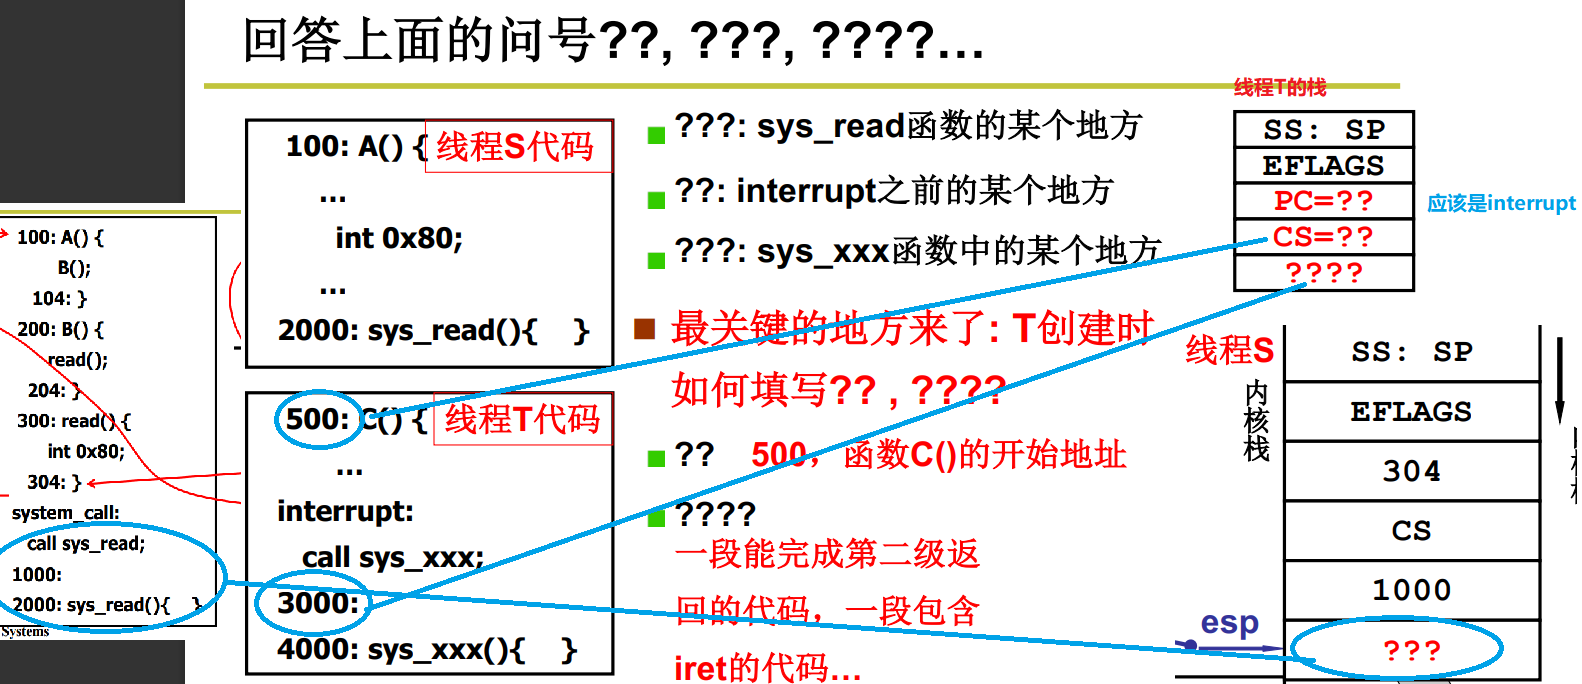 回答上面的问号??, ???, ????...
100: A() {
B();
104: }
200: B() {
read();
204: }
300: read() {
int 0x80;
304: }
system_call:
call sys_read;
1000:
2000: sys_read(){ }
Systems
100: A() {
线程S代码
...
int 0x80;
...
2000: sys_read(){ }
500: C() {
线程T代码
...
interrupt:
call sys_xxx;
3000:
4000: sys_xxx(){ }
???: sys_read函数的某个地方
??: interrupt之前的某个地方
???: sys_xxx函数中的某个地方
最关键的地方来了: T创建时
如何填写?? , ????
?? 500，函数C()的开始地址
????
一段能完成第二级返
回的代码，一段包含
iret的代码...
线程T的栈
SS: SP
EFLAGS
PC=??
CS=??
????
应该是interrupt
线程S
内核栈
SS: SP
EFLAGS
304
CS
1000
???
esp